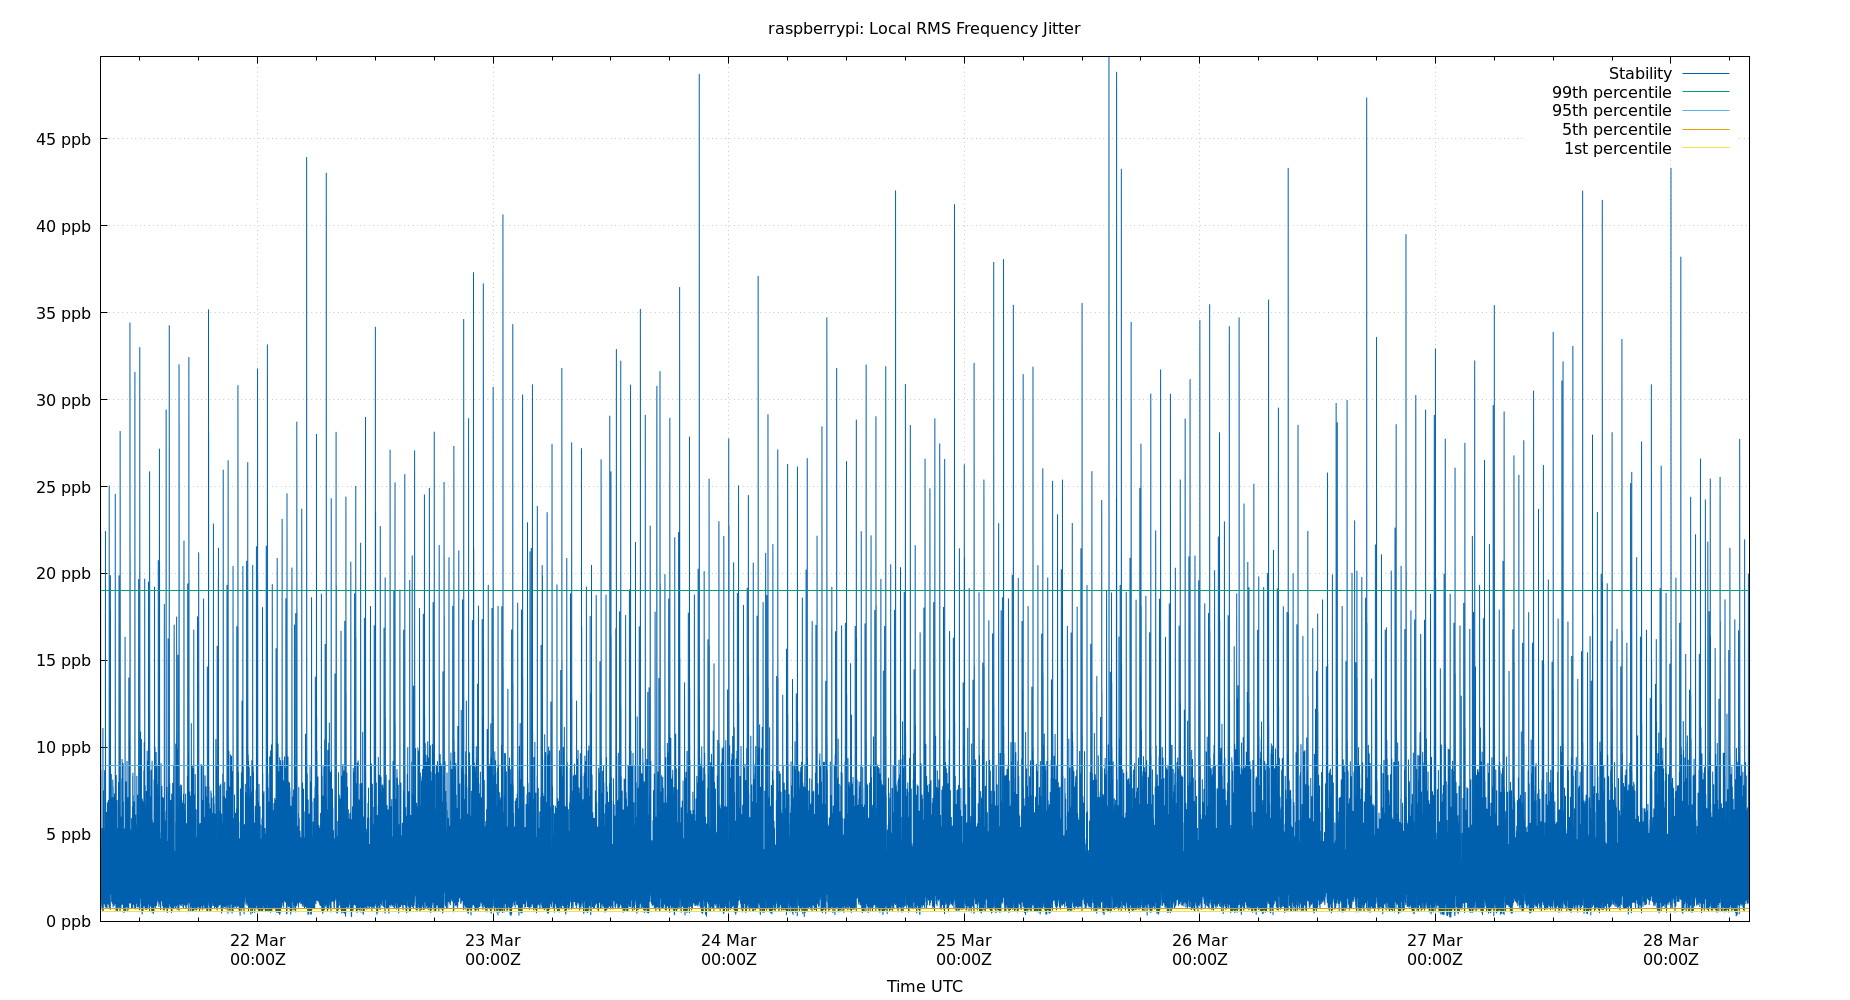 raspberrypi: Local RMS Frequency Jitter
Stability
99th percentile
95th percentile
5th percentile
1st percentile
45 ppb
40 ppb
35 ppb
30 ppb
25 ppb
20 ppb
15 ppb
10 ppb
5 ppb
0 ppb
22 Mar 23 Mar 24 Mar 25 Mar 26 Mar 27 Mar 28 Mar
00:00Z 00:00Z 00:00Z 00:00Z 00:00Z 00:00Z 00:00Z
Time UTC